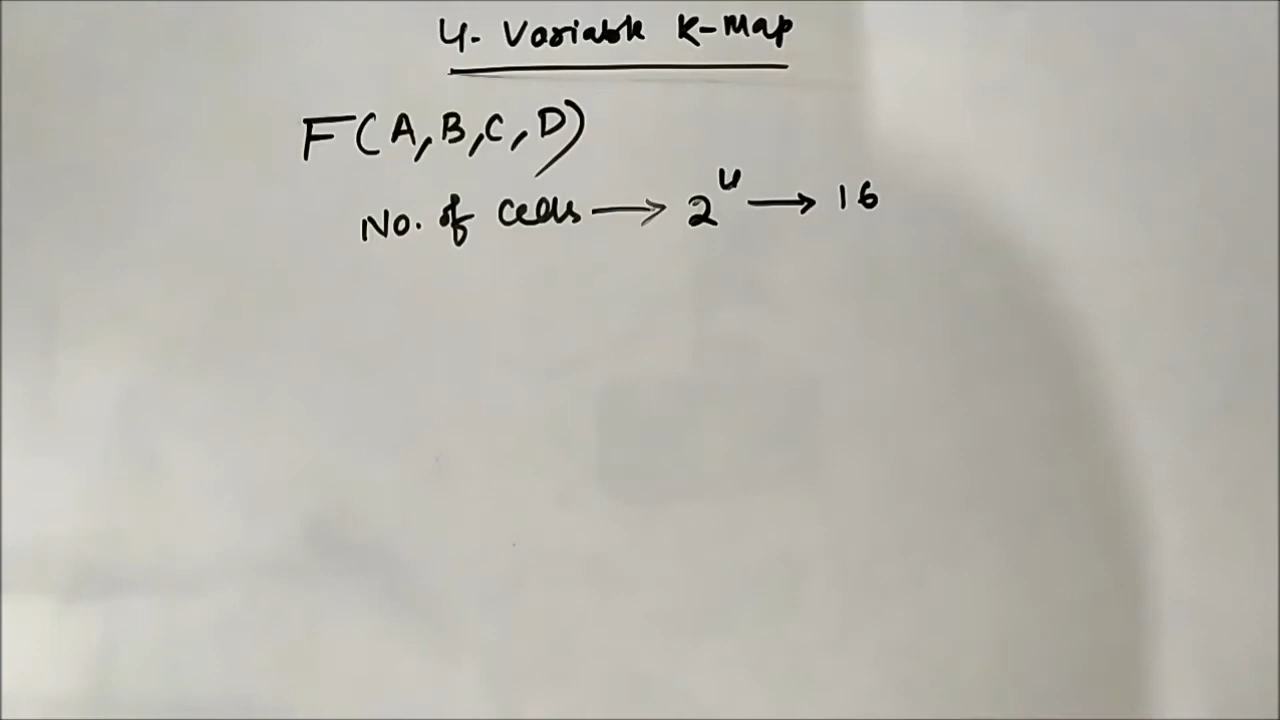 4- Variable K-Map
F(A,B,C,D)
No. of cells → 2⁴ → 16